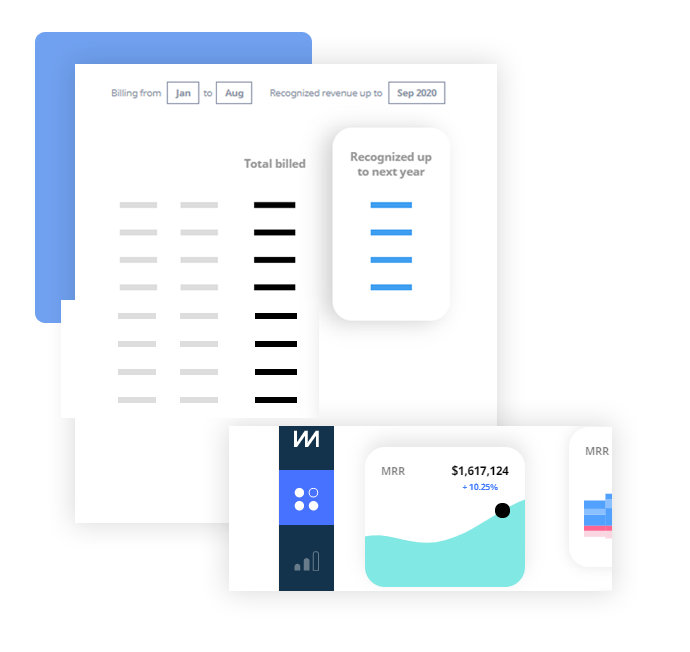 Billing from Jan to Aug Recognized revenue up to Sep 2020
Total billed
Recognized up
to next year
MRR $1,617,124
+ 10.25%
MRR